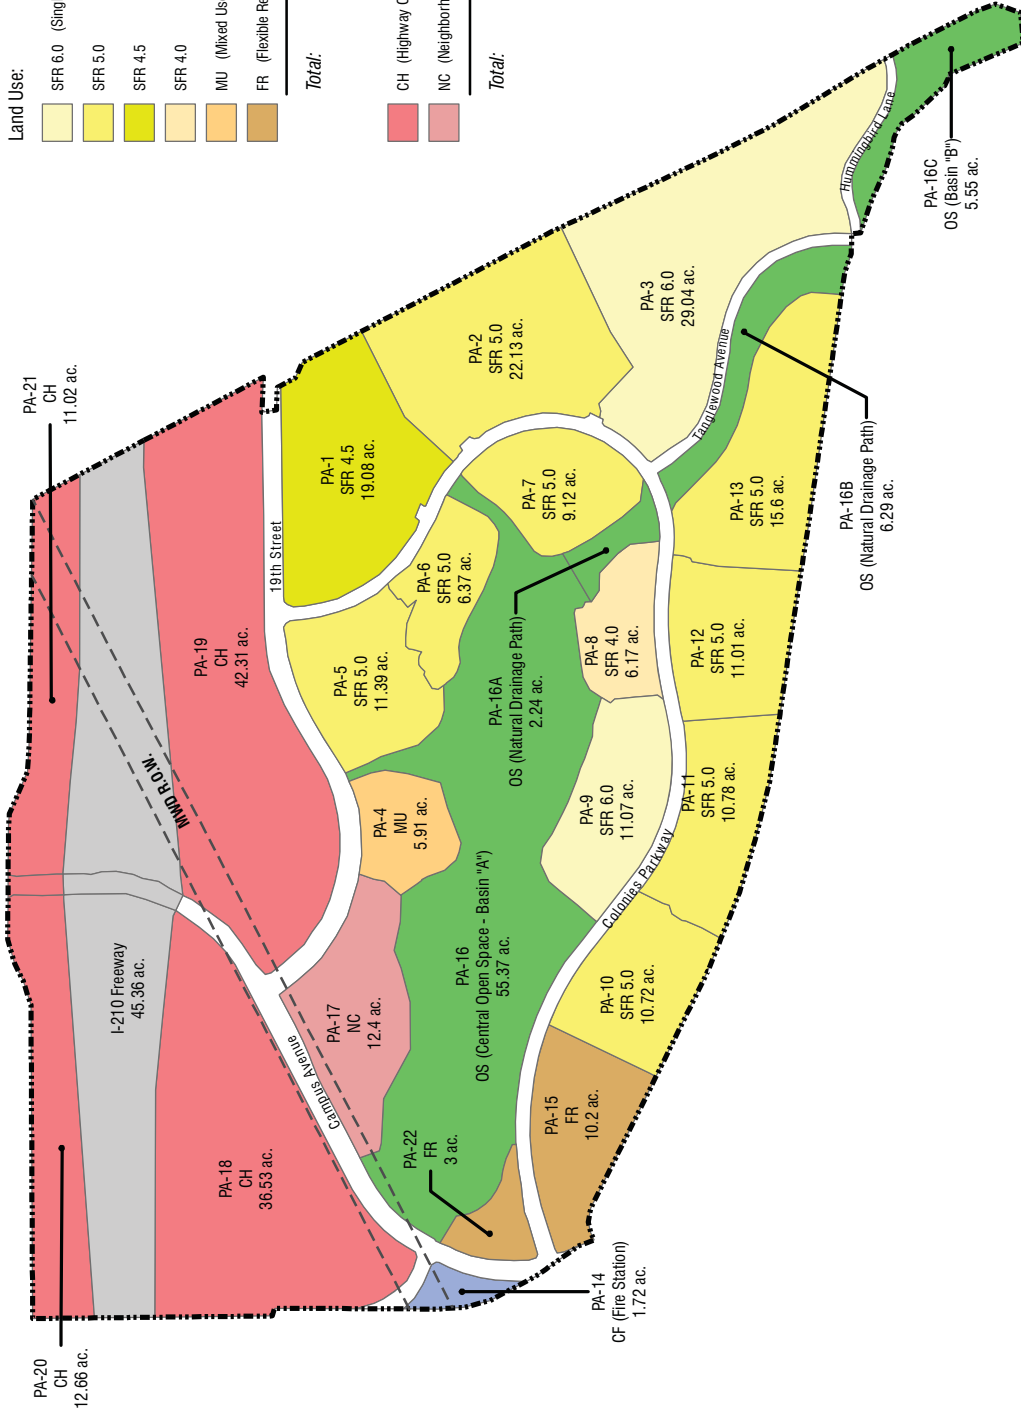 Land Use:
SFR 6.0
SFR 5.0
SFR 4.5
SFR 4.0
MU (Mixed
FR (Flexible
Total:
CH (Highway
NC
Total:
PA-20
CH
12.66 ac.
PA-21
CH
11.02 ac.
I-210 Freeway
45.36 ac.
MWD R.O.W.
PA-18
CH
36.53 ac.
PA-19
CH
42.31 ac.
19th Street
Campus Avenue
PA-17
NC
12.4 ac.
PA-4
MU
5.91 ac.
PA-5
SFR 5.0
11.39 ac.
PA-6
SFR 5.0
6.37 ac.
PA-1
SFR 4.5
19.08 ac.
PA-2
SFR 5.0
22.13 ac.
PA-7
SFR 5.0
9.12 ac.
PA-3
SFR 6.0
29.04 ac.
PA-22
FR
3 ac.
PA-16
OS (Central Open Space - Basin "A")
55.37 ac.
PA-16A
OS (Natural Drainage Path)
2.24 ac.
PA-8
SFR 4.0
6.17 ac.
PA-9
SFR 6.0
11.07 ac.
Colonies Parkway
Tanglewood Avenue
Hummingbird Lane
PA-14
CF (Fire Station)
1.72 ac.
PA-15
FR
10.2 ac.
PA-10
SFR 5.0
10.72 ac.
PA-11
SFR 5.0
10.78 ac.
PA-12
SFR 5.0
11.01 ac.
PA-13
SFR 5.0
15.6 ac.
PA-16B
OS (Natural Drainage Path)
6.29 ac.
PA-16C
OS (Basin "B")
5.55 ac.